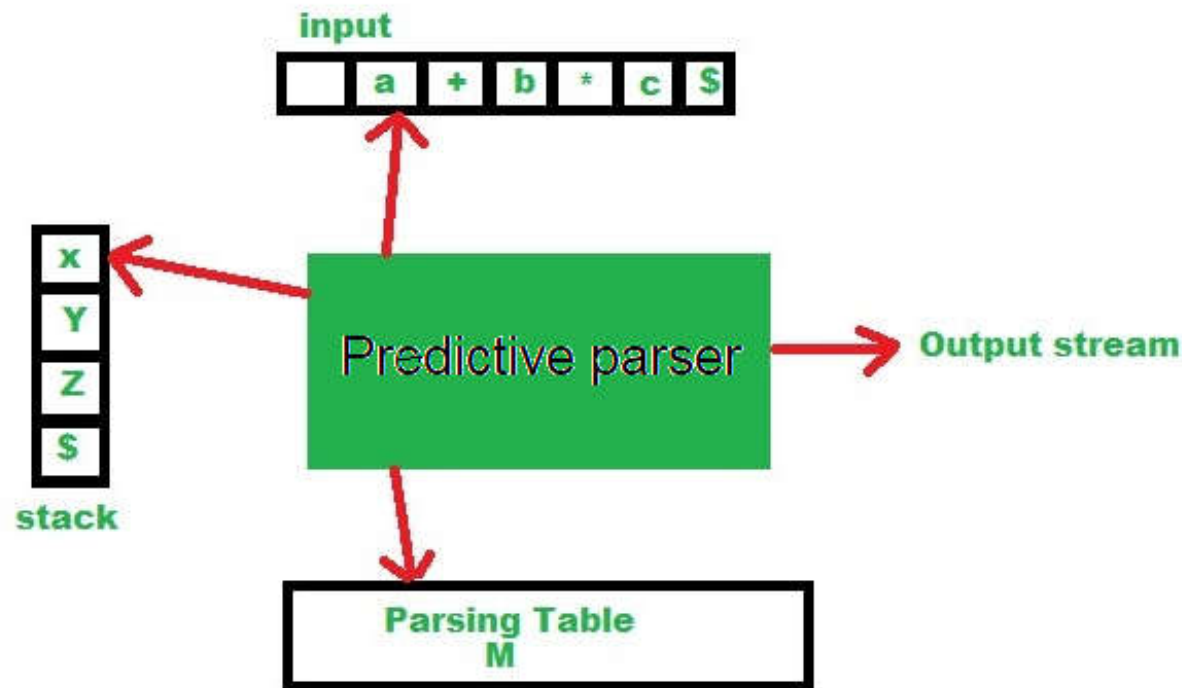 input
a + b * c $
x
Y
Z
$
stack
Predictive parser
Output stream
Parsing Table
M